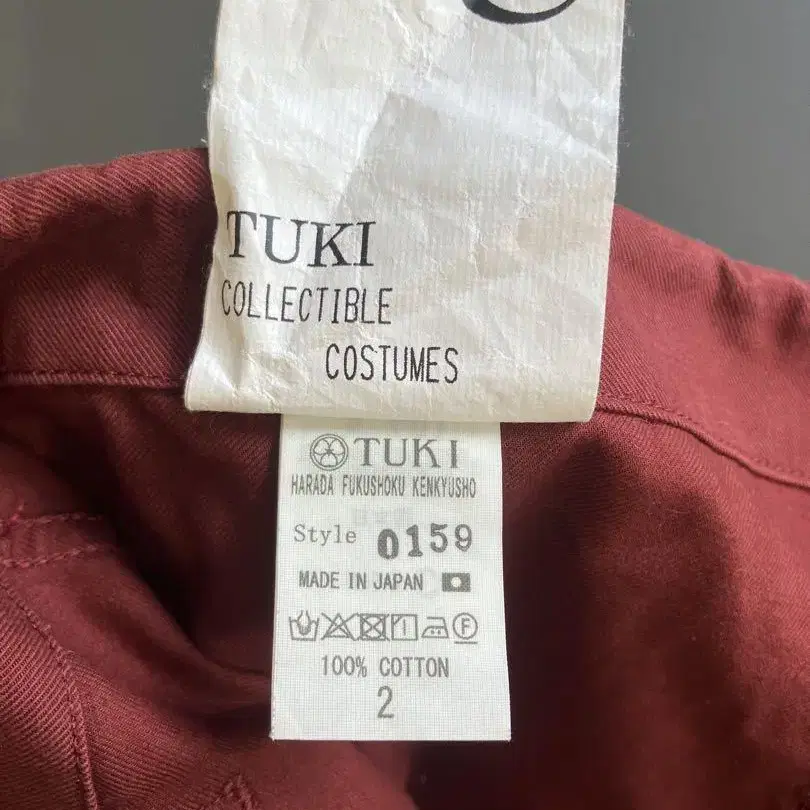 TUKI
COLLECTIBLE
COSTUMES
TUKI
HARADA FUKUSHOKU KENKYUSHO
Style 0159
MADE IN JAPAN
F
100% COTTON
2